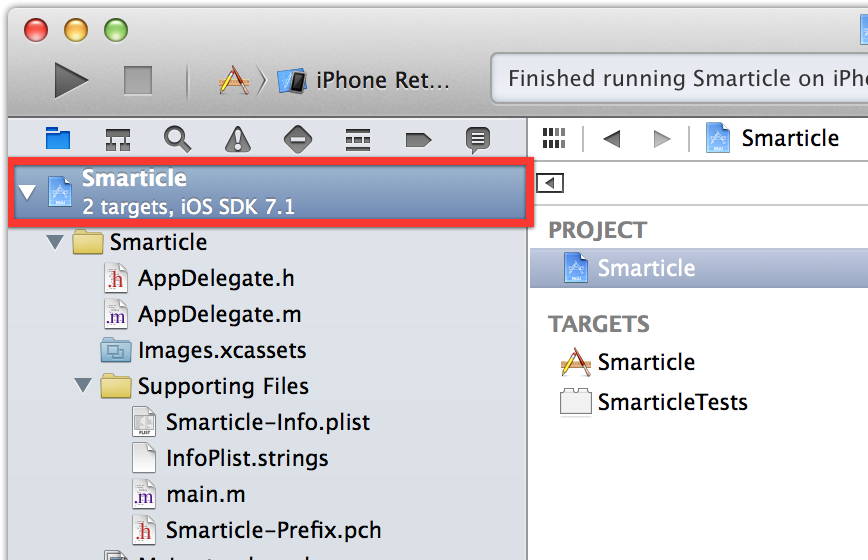 iPhone Ret...
Finished running Smarticle on
Smarticle
Smarticle
2 targets, iOS SDK 7.1
Smarticle
AppDelegate.h
AppDelegate.m
Images.xcassets
Supporting Files
Smarticle-Info.plist
InfoPlist.strings
main.m
Smarticle-Prefix.pch
PROJECT
Smarticle
TARGETS
Smarticle
SmarticleTests